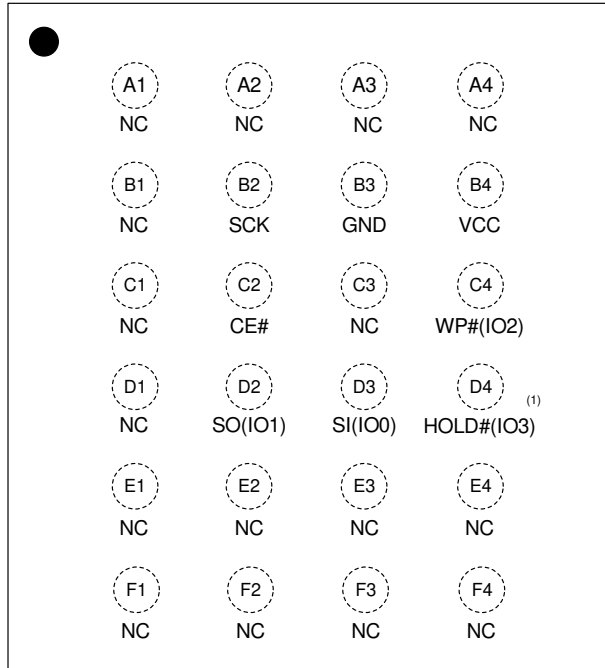 A1 A2 A3 A4
NC NC NC NC
B1 B2 B3 B4
NC SCK GND VCC
C1 C2 C3 C4
NC CE# NC WP#(IO2)
D1 D2 D3 D4 (1)
NC SO(IO1) SI(IO0) HOLD#(IO3)
E1 E2 E3 E4
NC NC NC NC
F1 F2 F3 F4
NC NC NC NC